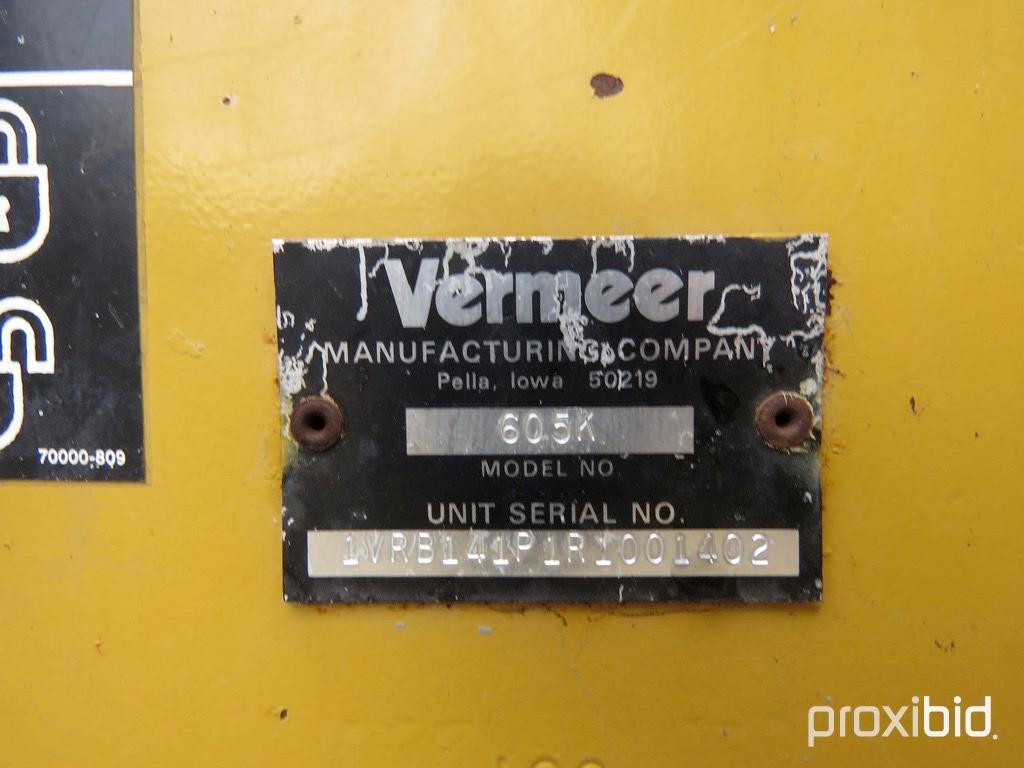 Vermeer
MANUFACTURING COMPANY
Pella, Iowa 50219
605K
MODEL NO.
UNIT SERIAL NO.
1VRB141P1R1001402
70000-809
proxibid.